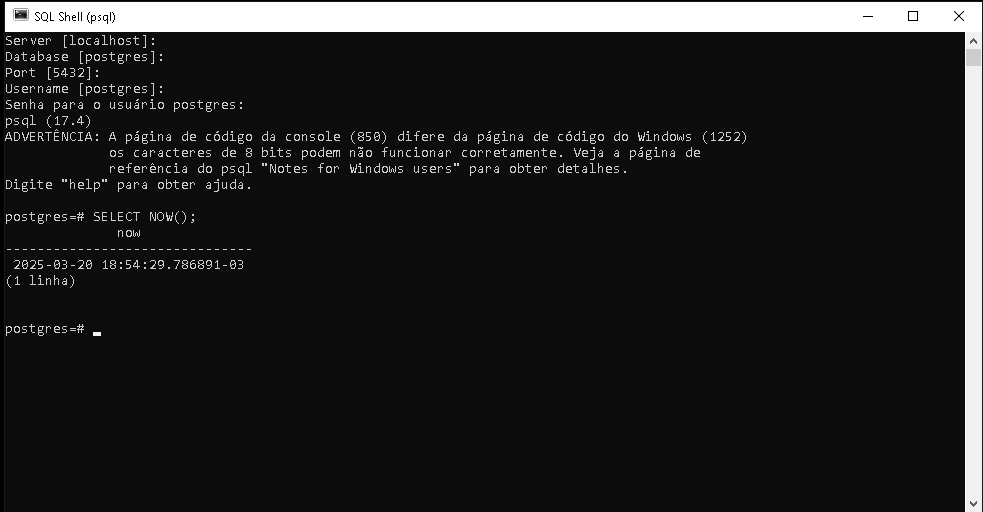 SQL Shell (psql)
Server [localhost]:
Database [postgres]:
Port [5432]:
Username [postgres]:
Senha para o usuário postgres:
psql (17.4)
ADVERTÊNCIA: A página de código da console (850) difere da página de código do Windows (1252)
             os caracteres de 8 bits podem não funcionar corretamente. Veja a página de
             referência do psql "Notes for Windows users" para obter detalhes.
Digite "help" para obter ajuda.
postgres=# SELECT NOW();
              now
-------------------------------
 2025-03-20 18:54:29.786891-03
(1 linha)
postgres=#